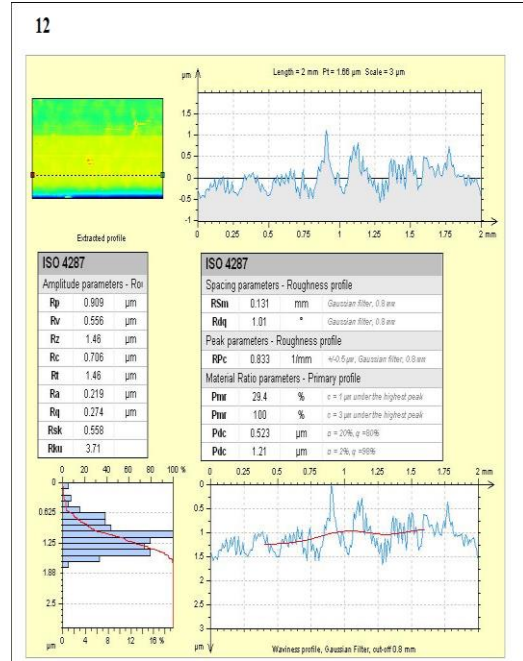 12
Length = 2 mm Pt = 1.66 µm Scale = 3 µm
µm
1.5
1
0.5
0
-0.5
-1
0 0.25 0.5 0.75 1 1.25 1.5 1.75 2 mm
Extracted profile
ISO 4287
Amplitude parameters - Rou
Rp 0.909 µm
Rv 0.556 µm
Rz 1.46 µm
Rc 0.706 µm
Rt 1.46 µm
Ra 0.219 µm
Rq 0.274 µm
Rsk 0.558
Rku 3.71
ISO 4287
Spacing parameters - Roughness profile
RSm 0.131 mm Gaussian filter, 0.8 mm
Rdq 1.01 ° Gaussian filter, 0.8 mm
Peak parameters - Roughness profile
RPc 0.833 1/mm +/-0.5 µm, Gaussian filter, 0.8 mm
Material Ratio parameters - Primary profile
Pmr 29.4 % c = 1 µm under the highest peak
Pmr 100 % c = 3 µm under the highest peak
Pdc 0.523 µm p = 20%, q = 80%
Pdc 1.21 µm p = 2%, q = 98%
0 20 40 60 80 100 %
0
0.625
1.25
1.88
2.5
µm
0 4 8 12 16 %
0 0.25 0.5 0.75 1 1.25 1.5 1.75 2 mm
0
0.5
1
1.5
2
2.5
3
µm
Waviness profile, Gaussian Filter, cut-off 0.8 mm